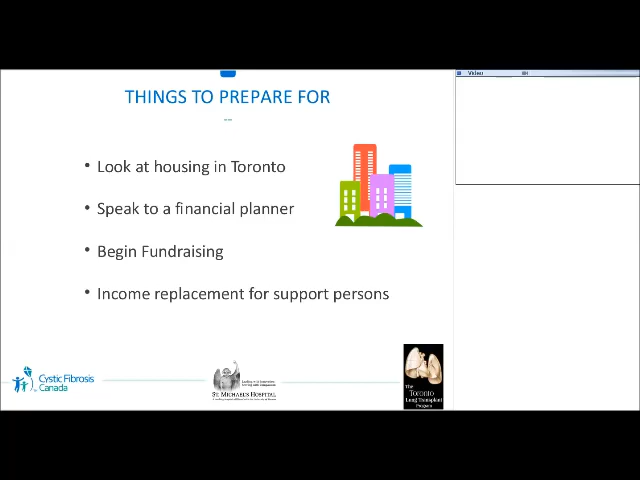 Video
THINGS TO PREPARE FOR
• Look at housing in Toronto
• Speak to a financial planner
• Begin Fundraising
• Income replacement for support persons
Cystic Fibrosis
Canada
ST. MICHAEL'S HOSPITAL
The
Toronto
Lung Transplant
Program